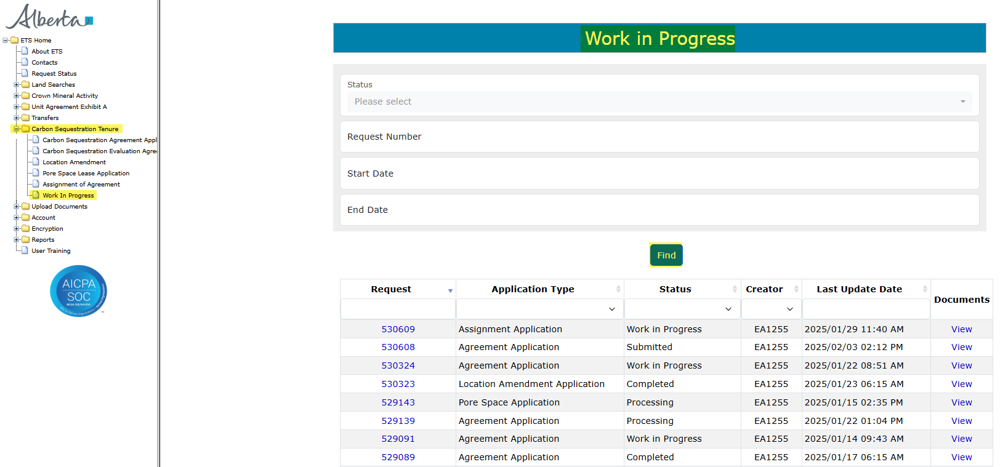 Alberta
ETS Home
About ETS
Contacts
Request Status
Land Searches
Crown Mineral Activity
Unit Agreement Exhibit A
Transfers
Carbon Sequestration Tenure
Carbon Sequestration Agreement Appl
Carbon Sequestration Evaluation Agree
Location Amendment
Pore Space Lease Application
Assignment of Agreement
Work In Progress
Upload Documents
Account
Encryption
Reports
User Training
AICPA
SOC
Work in Progress
Status
Please select
Request Number
Start Date
End Date
Find
Request Application Type Status Creator Last Update Date Documents
530609 Assignment Application Work in Progress EA1255 2025/01/29 11:40 AM View
530608 Agreement Application Submitted EA1255 2025/02/03 02:12 PM View
530324 Agreement Application Work in Progress EA1255 2025/01/22 08:51 AM View
530323 Location Amendment Application Completed EA1255 2025/01/23 06:15 AM View
529143 Pore Space Application Processing EA1255 2025/01/15 02:35 PM View
529139 Agreement Application Processing EA1255 2025/01/22 01:04 PM View
529091 Agreement Application Work in Progress EA1255 2025/01/14 09:43 AM View
529089 Agreement Application Completed EA1255 2025/01/17 06:15 AM View